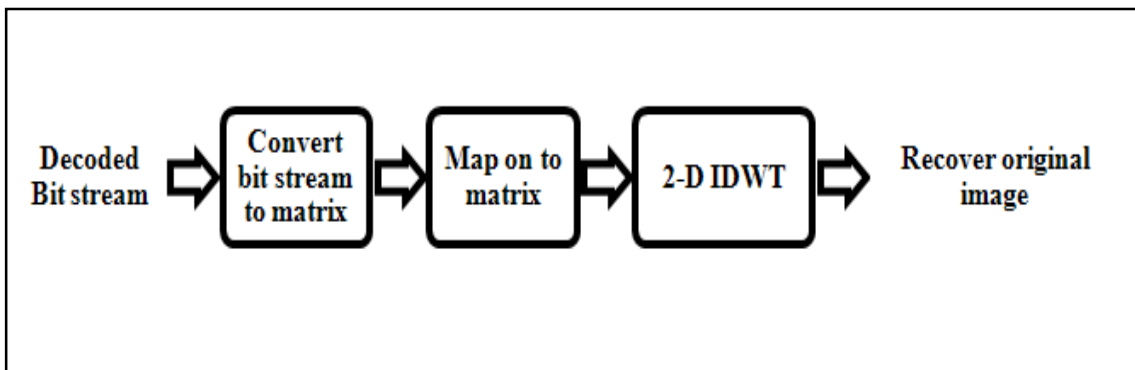 Decoded
Bit stream
Convert
bit stream
to matrix
Map on to
matrix
2-D IDWT
Recover original
image